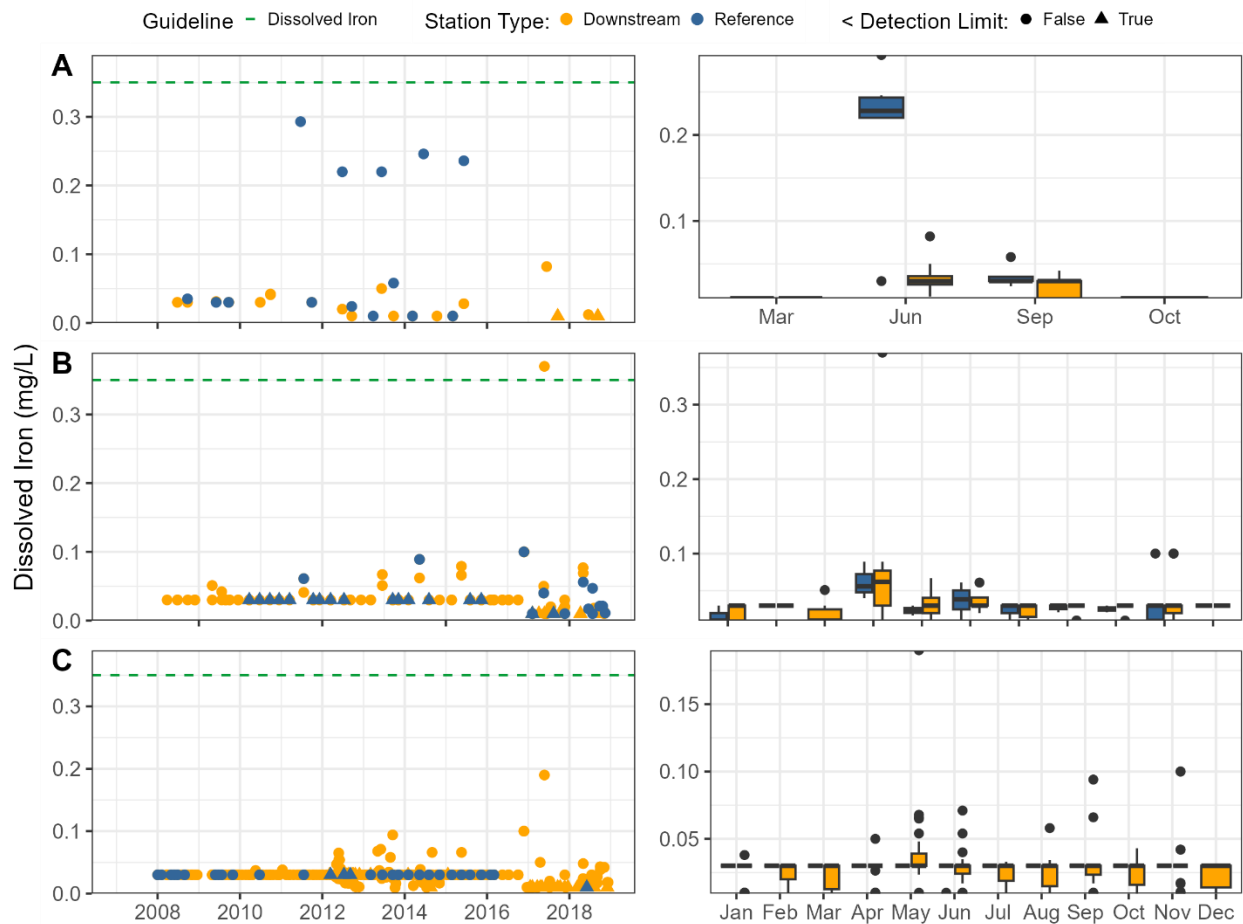 Guideline Dissolved Iron Station Type: Downstream Reference < Detection Limit: False True
Dissolved Iron (mg/L)
A
0.3
0.2
0.1
0.0
0.2
0.1
Mar Jun Sep Oct
B
0.3
0.2
0.1
0.0
0.3
0.2
0.1
C
0.3
0.2
0.1
0.0
2008 2010 2012 2014 2016 2018
0.15
0.10
0.05
Jan Feb Mar Apr May Jun Jul Aug Sep Oct Nov Dec